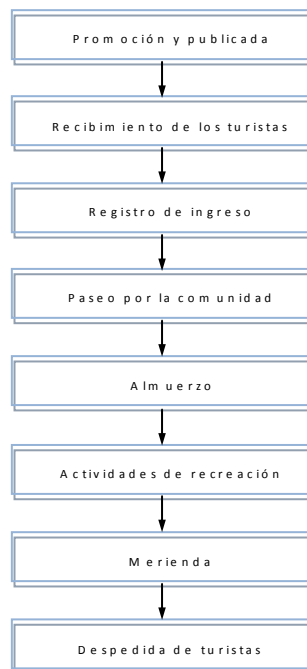 Promoción y publicada
Recibimiento de los turistas
Registro de ingreso
Paseo por la comunidad
Almuerzo
Actividades de recreación
Merienda
Despedida de turistas